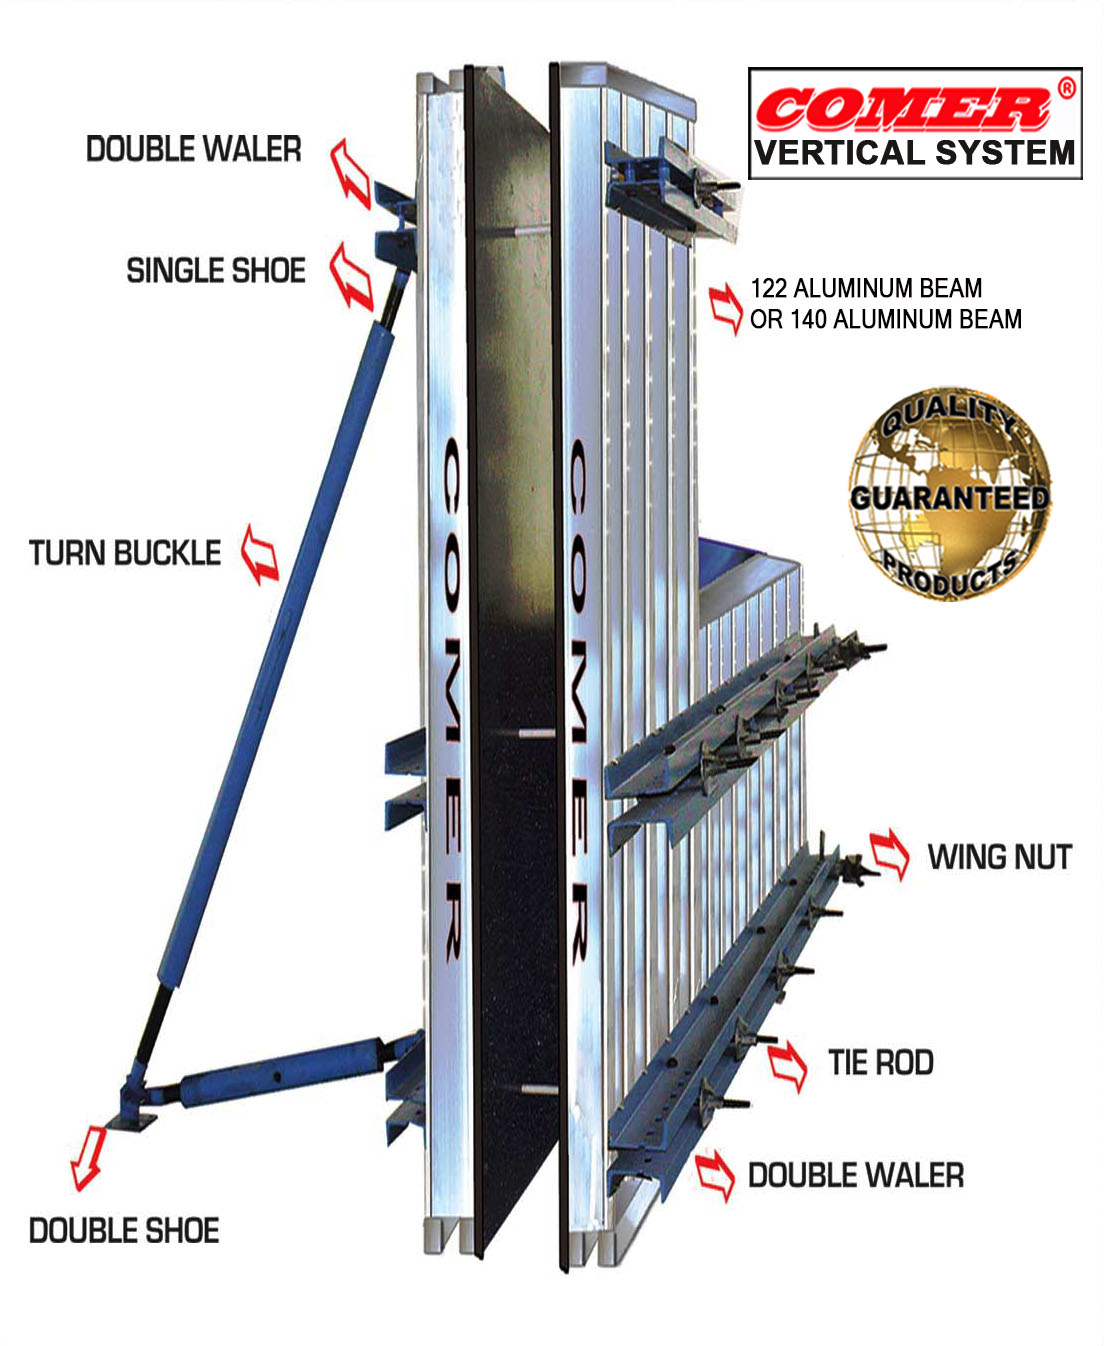 COMER®
VERTICAL SYSTEM
DOUBLE WALER
SINGLE SHOE
122 ALUMINUM BEAM
OR 140 ALUMINUM BEAM
QUALITY
GUARANTEED
PRODUCTS
TURN BUCKLE
COMER
COMER
WING NUT
TIE ROD
DOUBLE WALER
DOUBLE SHOE